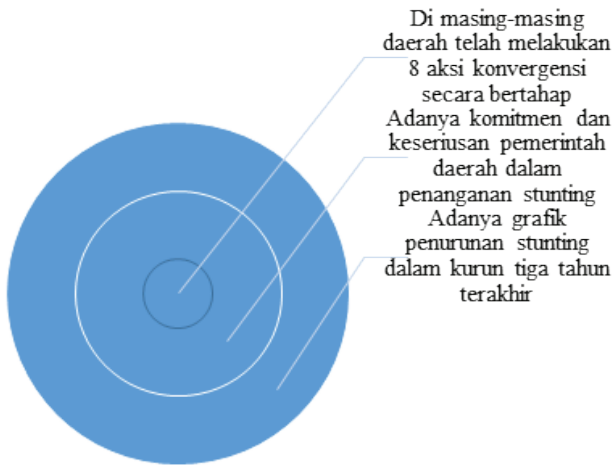 Di masing-masing
daerah telah melakukan
8 aksi konvergensi
secara bertahap
Adanya komitmen dan
keseriusan pemerintah
daerah dalam
penanganan stunting
Adanya grafik
penurunan stunting
dalam kurun tiga tahun
terakhir